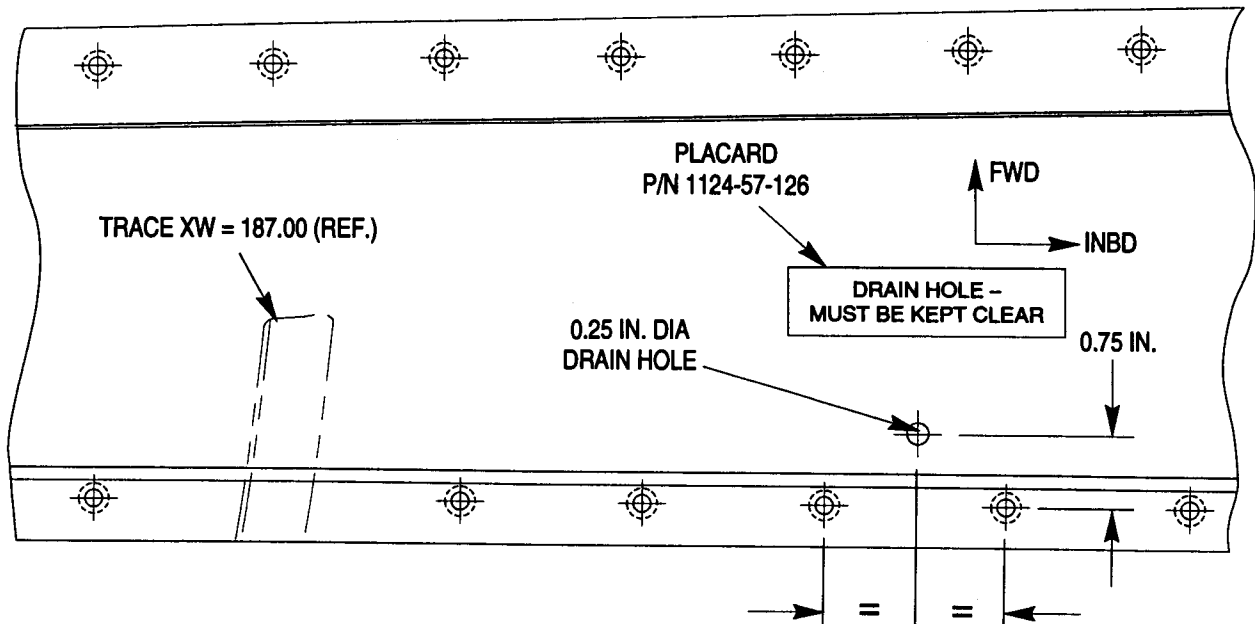 PLACARD
P/N 1124-57-126
FWD
INBD
TRACE XW = 187.00 (REF.)
DRAIN HOLE –
MUST BE KEPT CLEAR
0.25 IN. DIA
DRAIN HOLE
0.75 IN.
= =